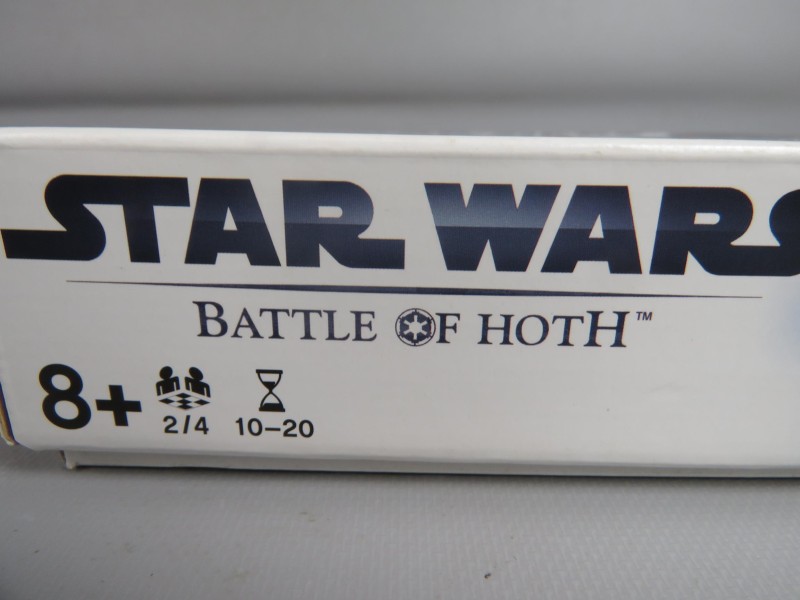 STAR WARS
BATTLE OF HOTH™
8+ 2/4 10–20